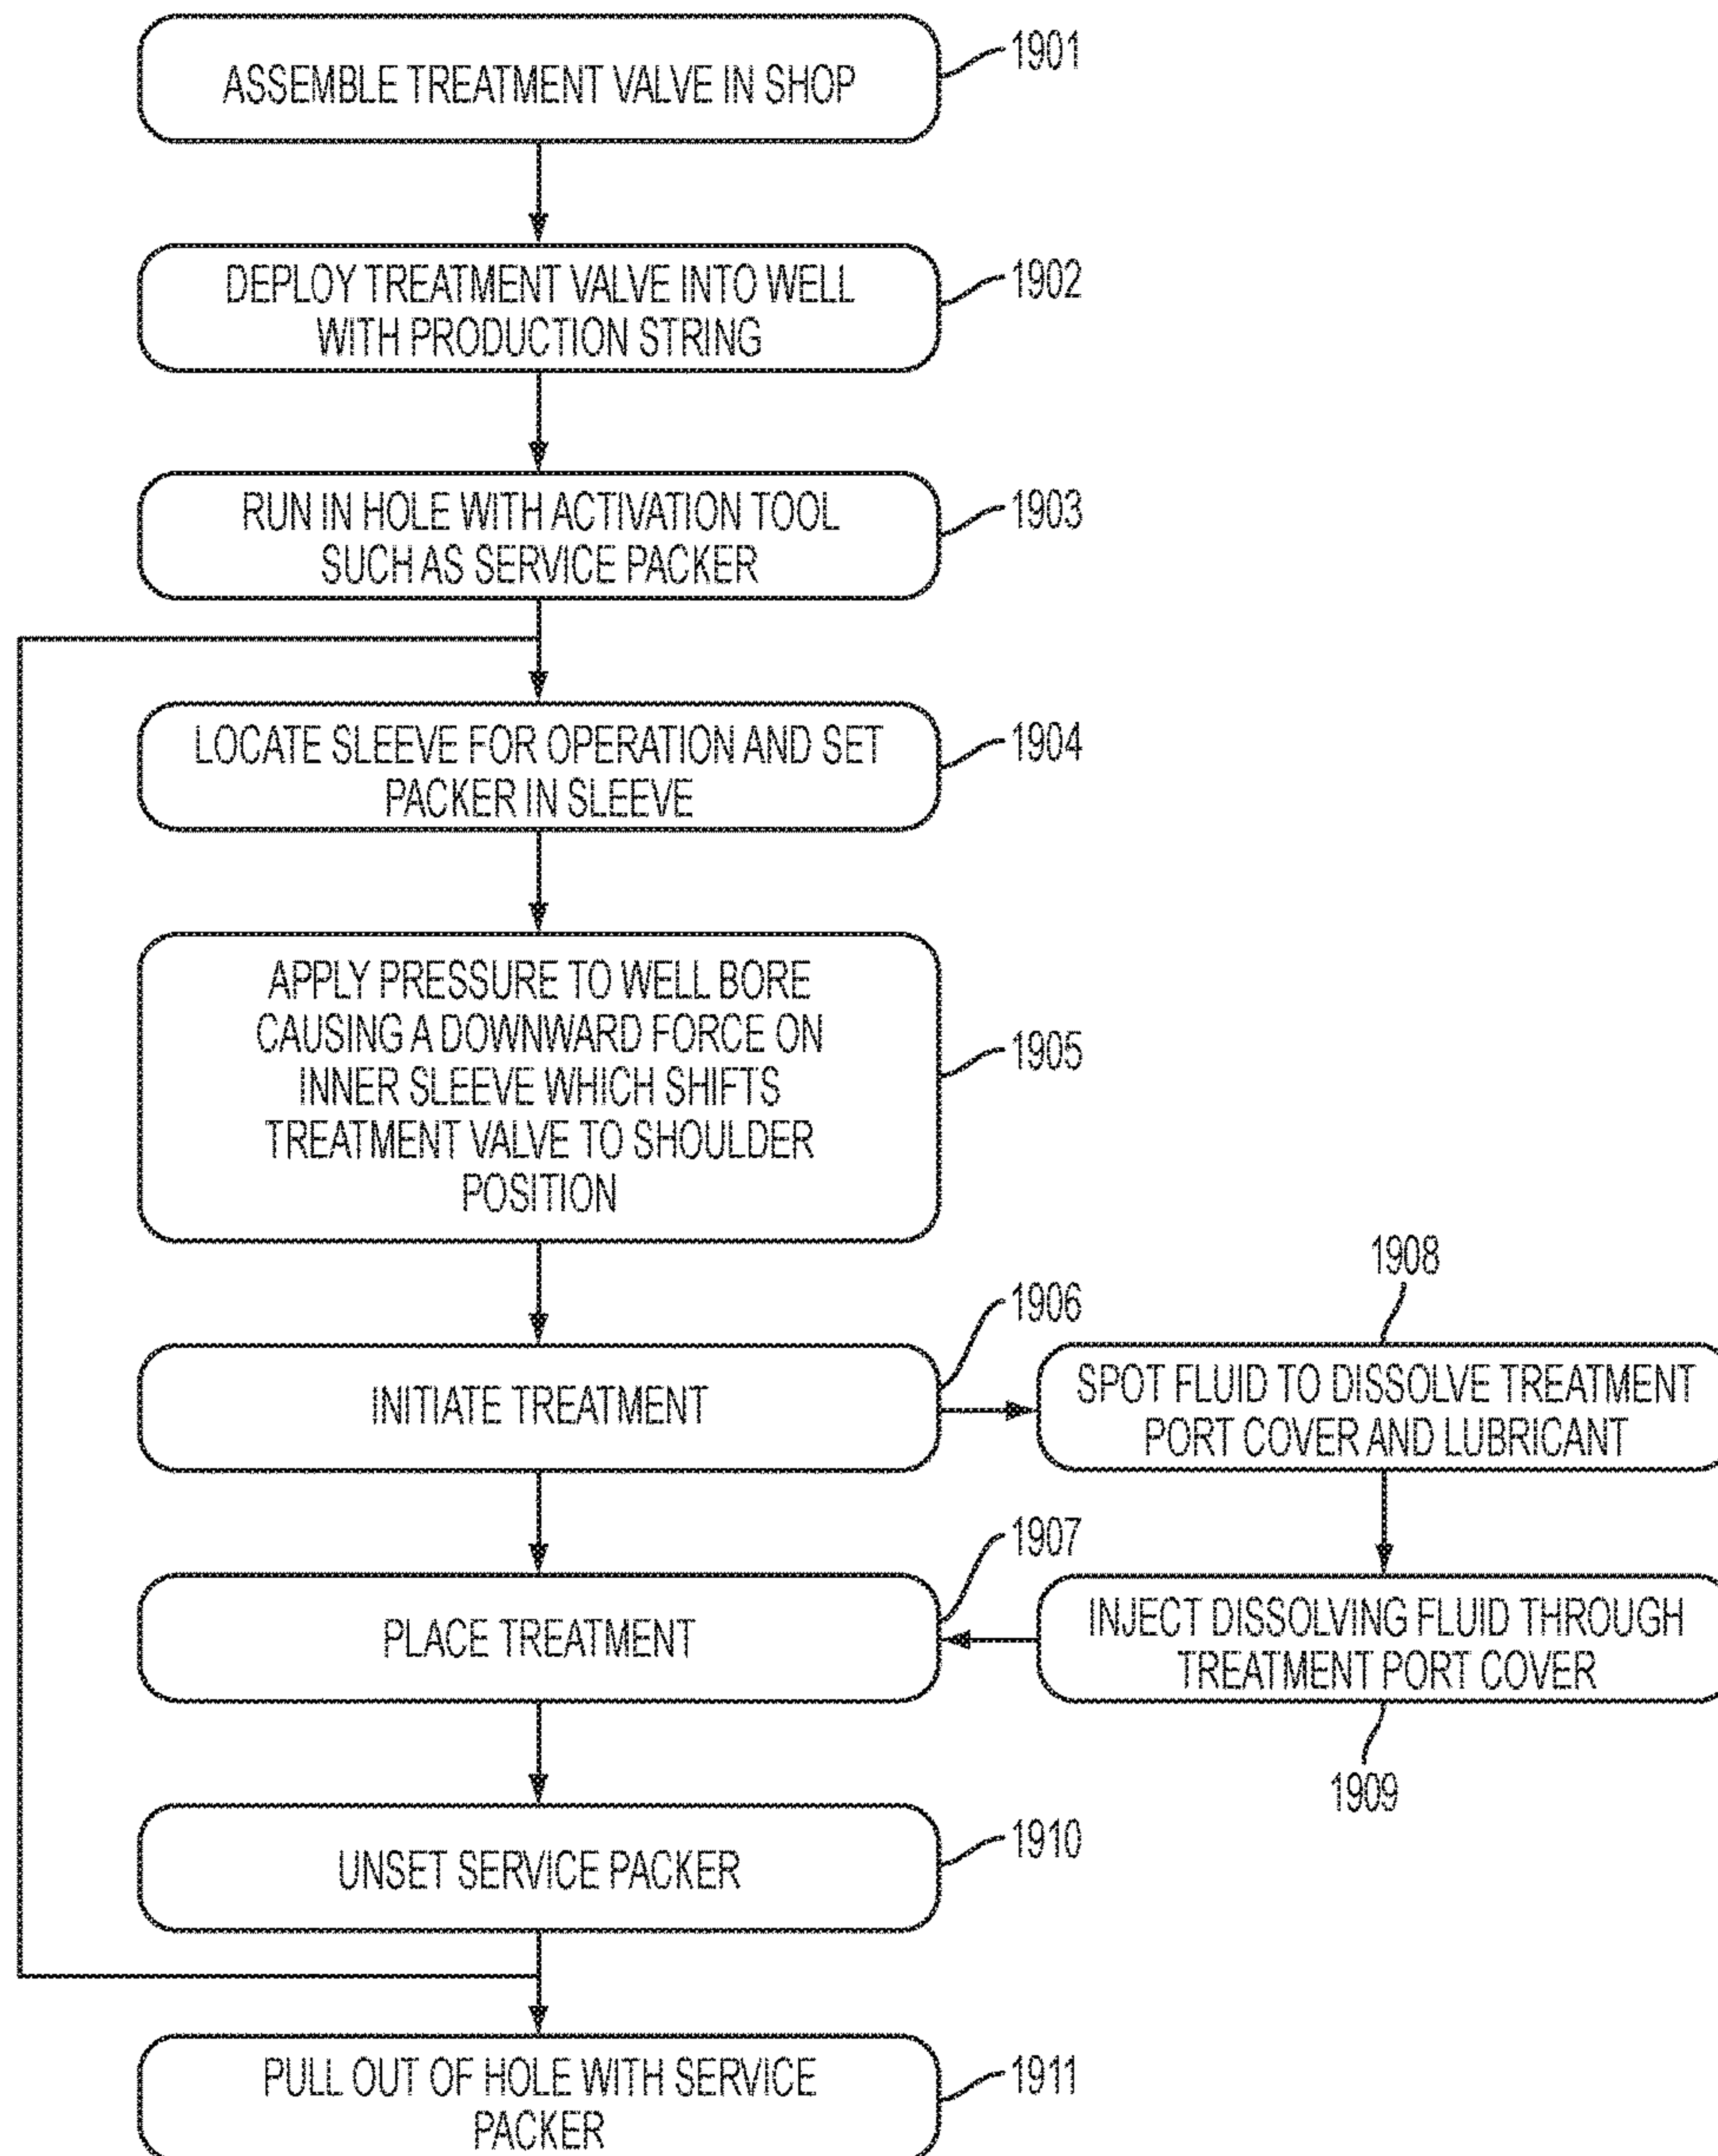 ASSEMBLE TREATMENT VALVE IN SHOP
1901
DEPLOY TREATMENT VALVE INTO WELL
WITH PRODUCTION STRING
1902
RUN IN HOLE WITH ACTIVATION TOOL
SUCH AS SERVICE PACKER
1903
LOCATE SLEEVE FOR OPERATION AND SET
PACKER IN SLEEVE
1904
APPLY PRESSURE TO WELL BORE
CAUSING A DOWNWARD FORCE ON
INNER SLEEVE WHICH SHIFTS
TREATMENT VALVE TO SHOULDER
POSITION
1905
INITIATE TREATMENT
1906
1908
SPOT FLUID TO DISSOLVE TREATMENT
PORT COVER AND LUBRICANT
PLACE TREATMENT
1907
INJECT DISSOLVING FLUID THROUGH
TREATMENT PORT COVER
1909
UNSET SERVICE PACKER
1910
PULL OUT OF HOLE WITH SERVICE
PACKER
1911